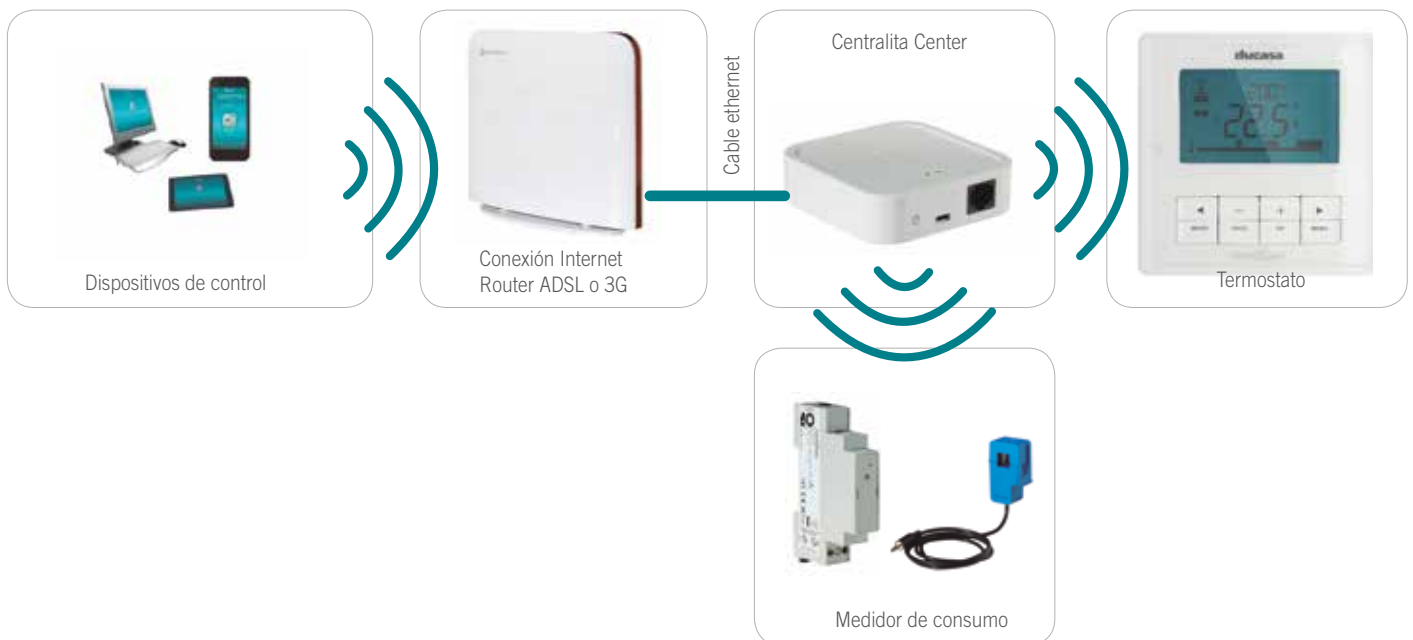 Dispositivos de control
Conexión Internet
Router ADSL o 3G
Cable ethernet
Centralita Center
ducasa
22.5
Termostato
Medidor de consumo